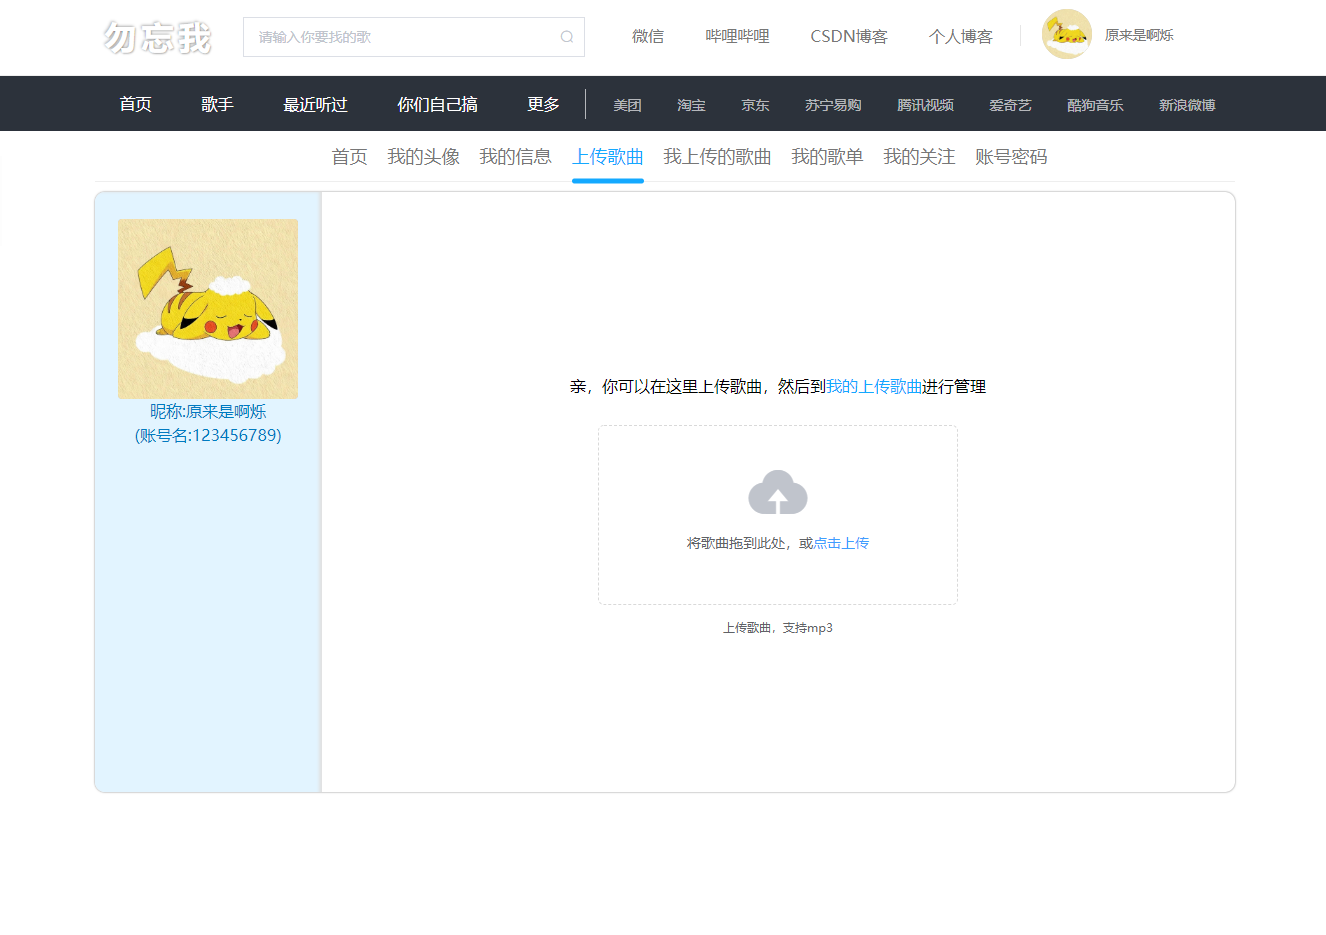 勿忘我
请输入你要找的歌
微信 哔哩哔哩 CSDN博客 个人博客 原来是啊烁
首页 歌手 最近听过 你们自己搞 更多 美团 淘宝 京东 苏宁易购 腾讯视频 爱奇艺 酷狗音乐 新浪微博
首页 我的头像 我的信息 上传歌曲 我上传的歌曲 我的歌单 我的关注 账号密码
昵称:原来是啊烁
(账号名:123456789)
亲，你可以在这里上传歌曲，然后到我的上传歌曲进行管理
将歌曲拖到此处，或点击上传
上传歌曲，支持mp3